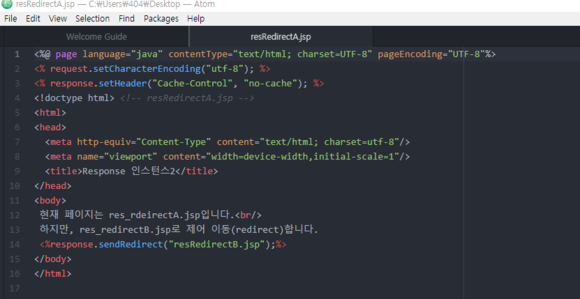 resRedirectA.jsp — C:₩Users₩404₩Desktop — Atom
File Edit View Selection Find Packages Help
Welcome Guide resRedirectA.jsp
1 <%@ page language="java" contentType="text/html; charset=UTF-8" pageEncoding="UTF-8"%>
2 <% request.setCharacterEncoding("utf-8"); %>
3 <% response.setHeader("Cache-Control", "no-cache"); %>
4 <!doctype html> <!-- resRedirectA.jsp -->
5 <html>
6 <head>
7 <meta http-equiv="Content-Type" content="text/html; charset=utf-8"/>
8 <meta name="viewport" content="width=device-width,initial-scale=1"/>
9 <title>Response 인스턴스2</title>
10 </head>
11 <body>
12 현재 페이지는 res_rdeirectA.jsp입니다.<br/>
13 하지만, res_redirectB.jsp로 제어 이동(redirect)합니다.
14 <%response.sendRedirect("resRedirectB.jsp");%>
15 </body>
16 </html>
17